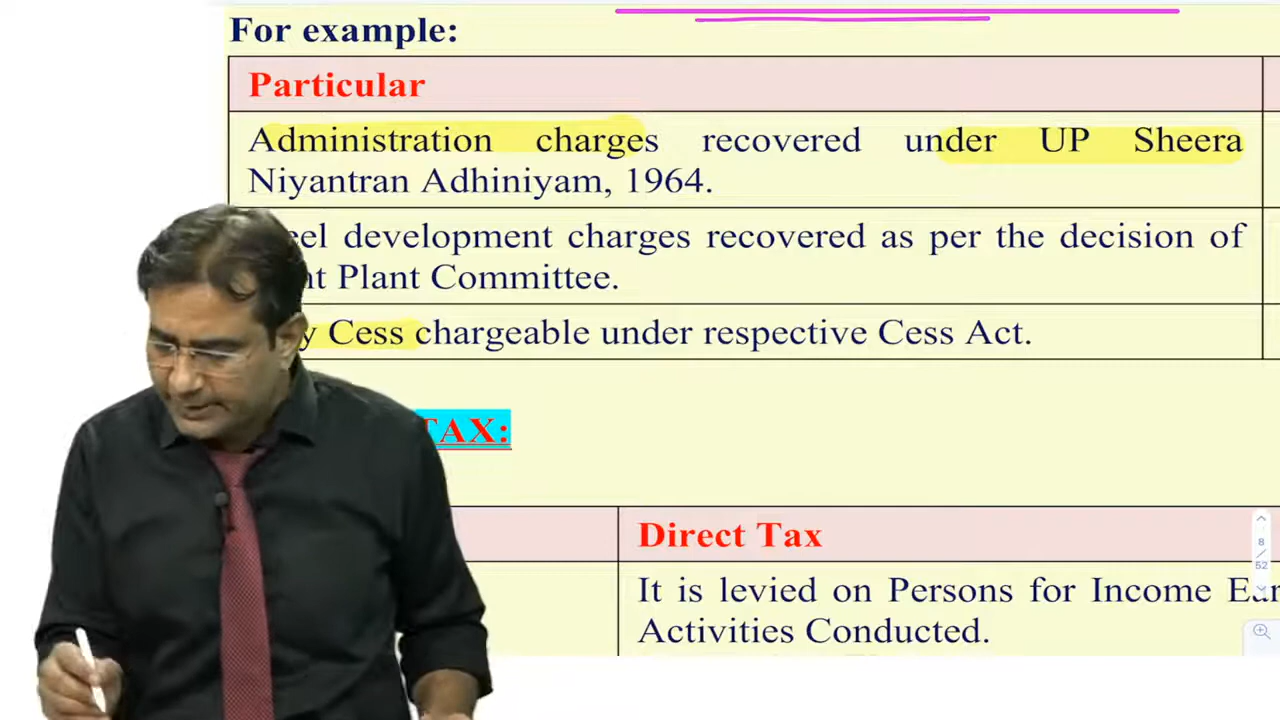 For example:
Particular
Administration charges recovered under UP Sheera
Niyantran Adhiniyam, 1964.
development charges recovered as per the decision of
Plant Committee.
Cess chargeable under respective Cess Act.
TAX:
Direct Tax
It is levied on Persons for Income
Activities Conducted.
8
/
52